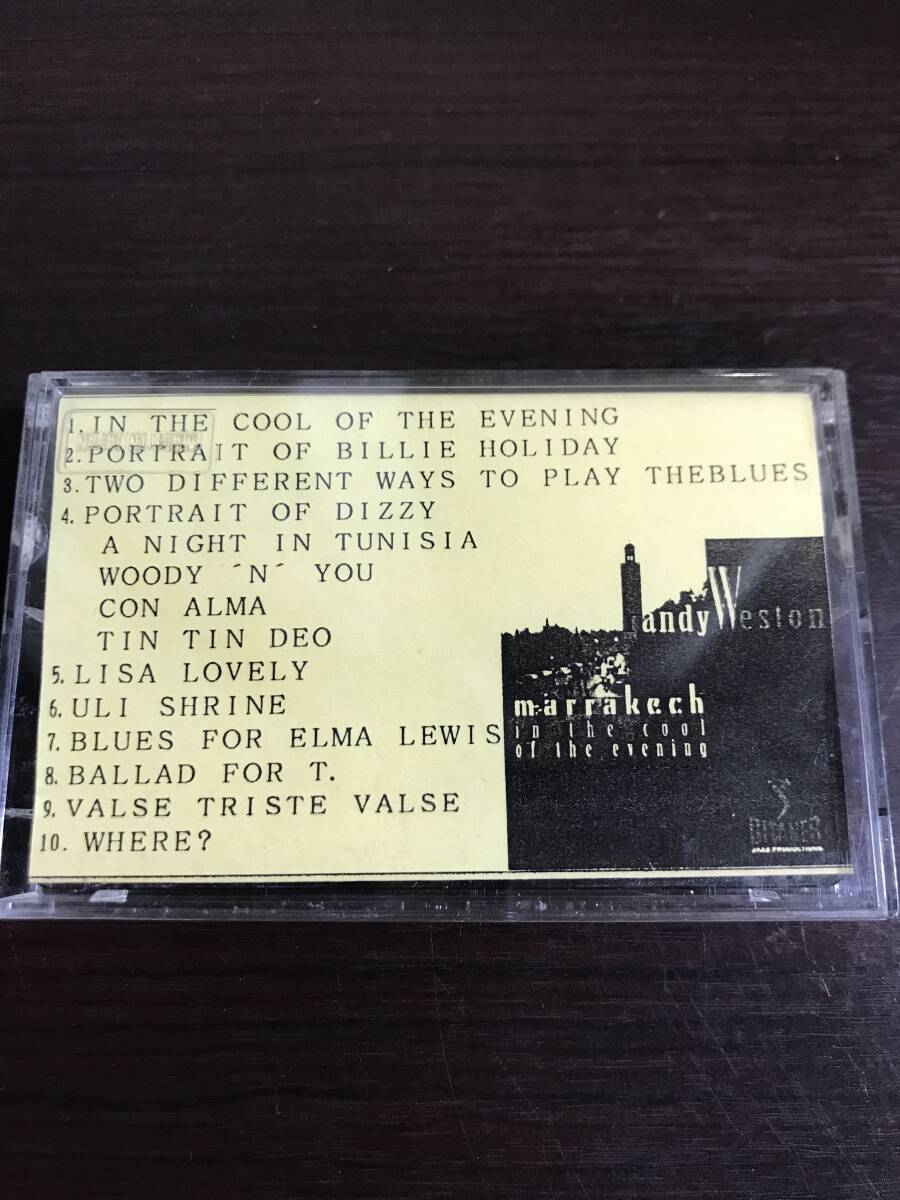 1. IN THE COOL OF THE EVENING
2. PORTRAIT OF BILLIE HOLIDAY
3. TWO DIFFERENT WAYS TO PLAY THEBLUES
4. PORTRAIT OF DIZZY
A NIGHT IN TUNISIA
WOODY ´N´ YOU
CON ALMA
TIN TIN DEO
5. LISA LOVELY
6. ULI SHRINE
7. BLUES FOR ELMA LEWIS
8. BALLAD FOR T.
9. VALSE TRISTE VALSE
10. WHERE?
randy Weston
marrakech
in the cool
of the evening
JAZZ PRODUCTIONS